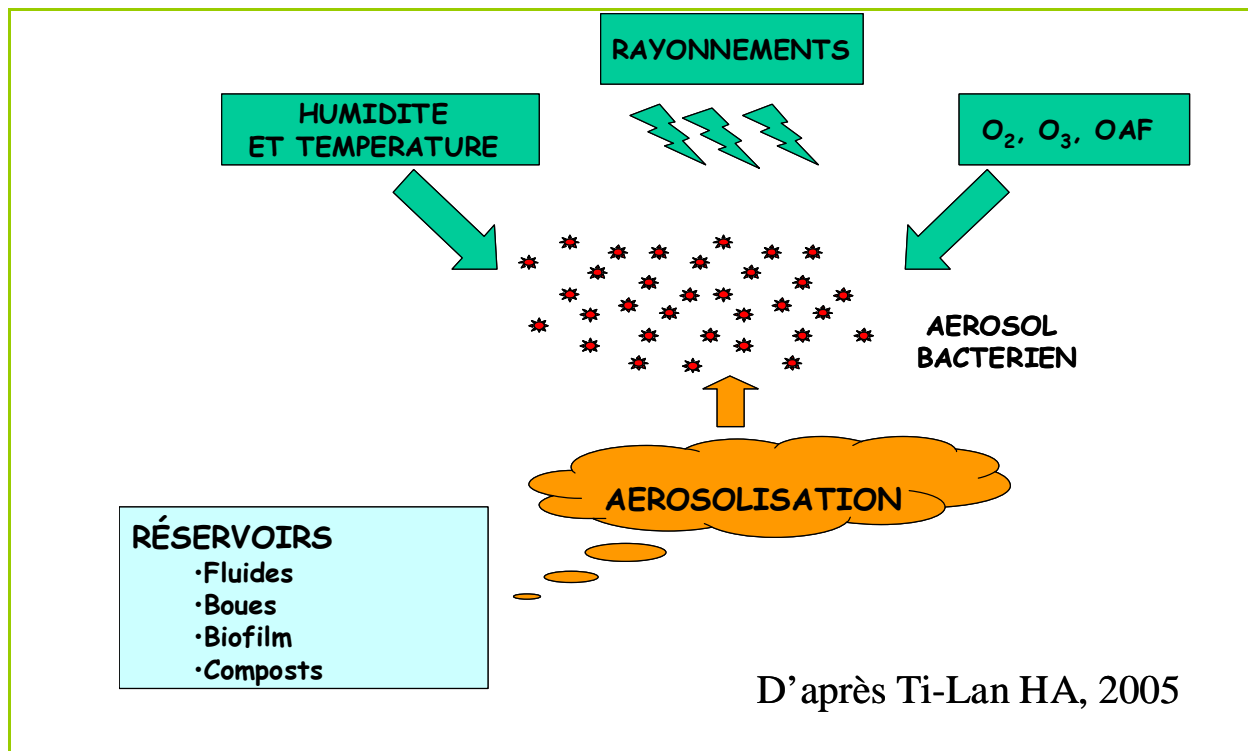 RAYONNEMENTS
HUMIDITE
ET TEMPERATURE
O₂, O₃, OAF
AEROSOL
BACTERIEN
AEROSOLISATION
RÉSERVOIRS
·Fluides
·Boues
·Biofilm
·Composts
D’après Ti-Lan HA, 2005